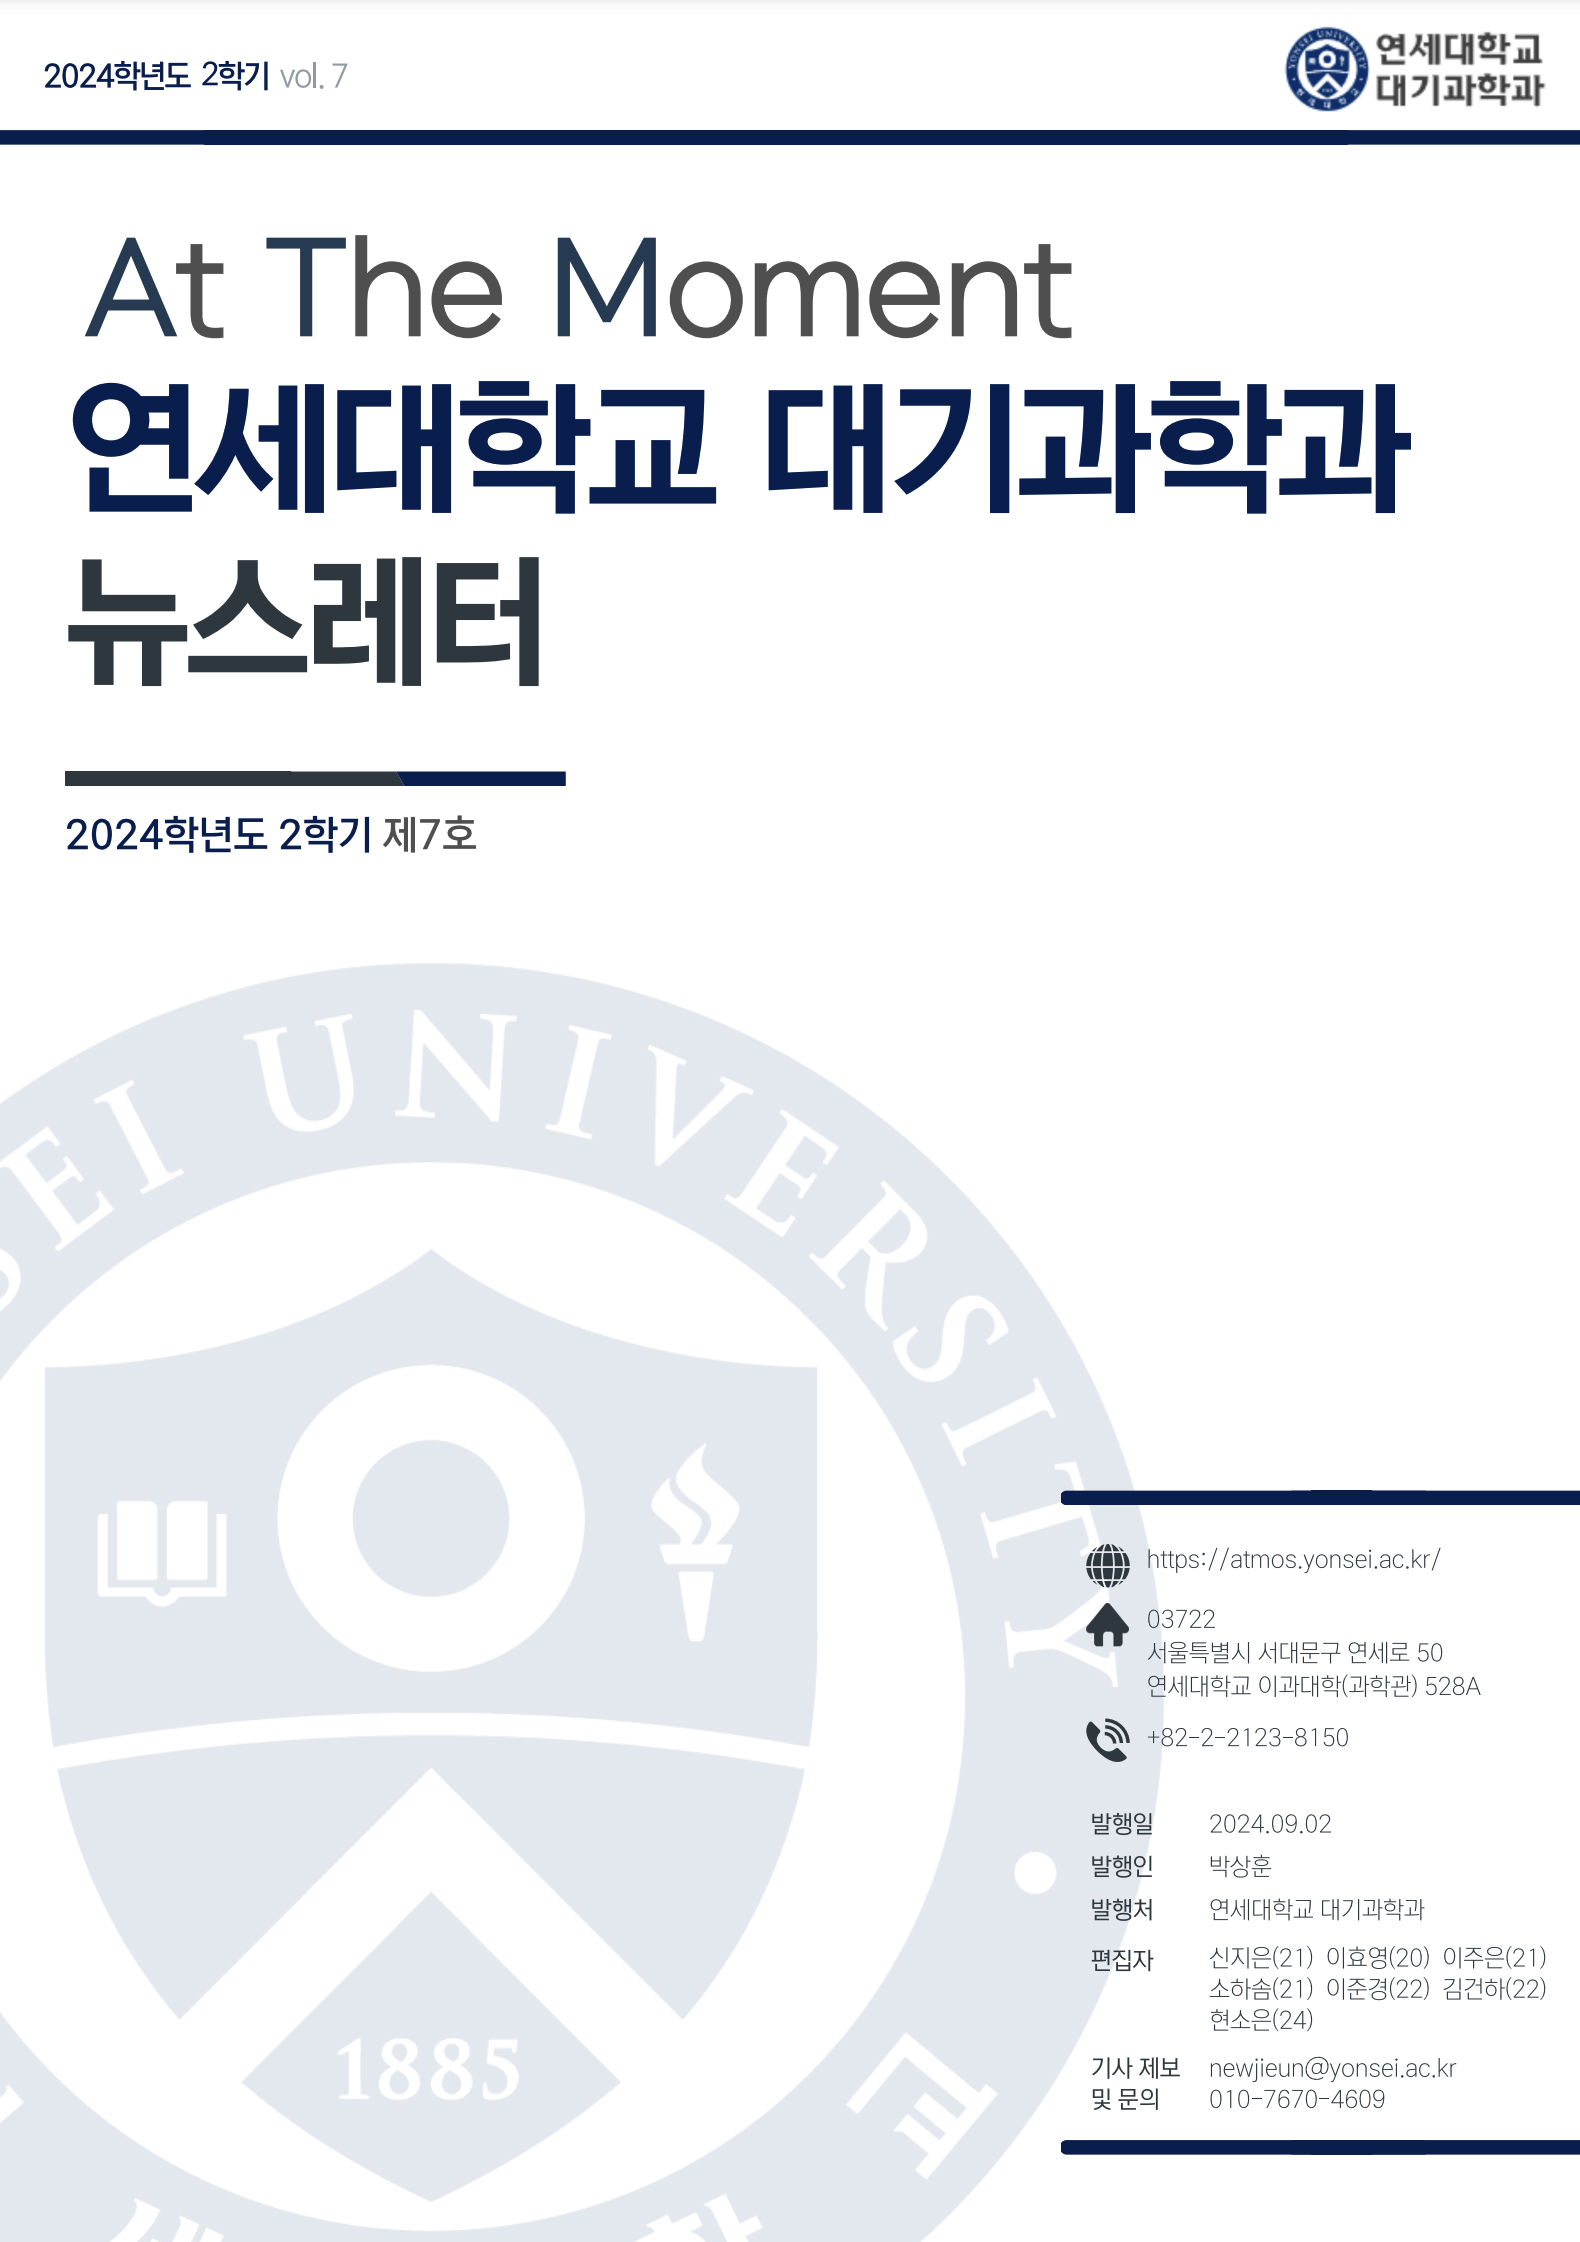 2024학년도 2학기 vol. 7
연세대학교
대기과학과
At The Moment
연세대학교 대기과학과
뉴스레터
2024학년도 2학기 제7호
SEI UNIVERSITY
1885
https://atmos.yonsei.ac.kr/
03722
서울특별시 서대문구 연세로 50
연세대학교 이과대학(과학관) 528A
+82-2-2123-8150
발행일 2024.09.02
발행인 박상훈
발행처 연세대학교 대기과학과
편집자 신지은(21) 이효영(20) 이주은(21)
소하솜(21) 이준경(22) 김건하(22)
현소은(24)
기사 제보 newjieun@yonsei.ac.kr
및 문의 010-7670-4609